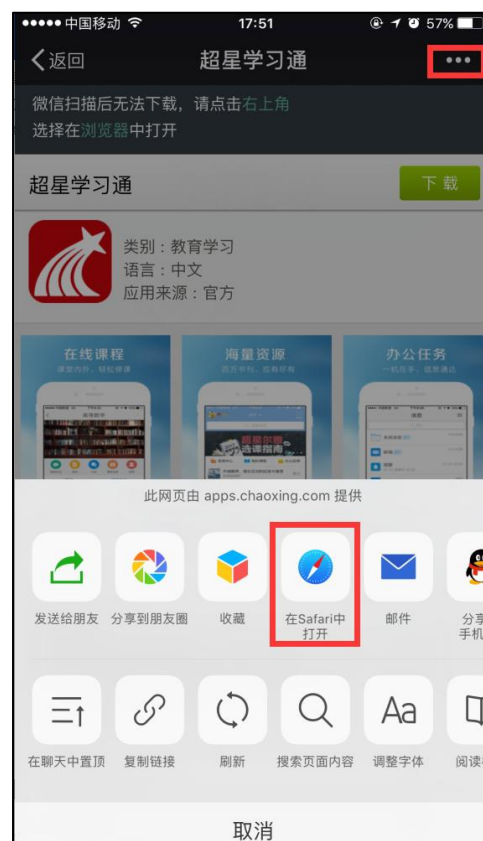 中国移动 17:51 57%
返回 超星学习通
微信扫描后无法下载，请点击右上角
选择在浏览器中打开
超星学习通 下载
类别：教育学习
语言：中文
应用来源：官方
在线课程 海星资源 办公任务
此网页由 apps.chaoxing.com 提供
发送给朋友 分享到朋友圈 收藏 在Safari中 邮件 分享
打开 手机
在聊天中置顶 复制链接 刷新 搜索页面内容 调整字体 阅读
取消